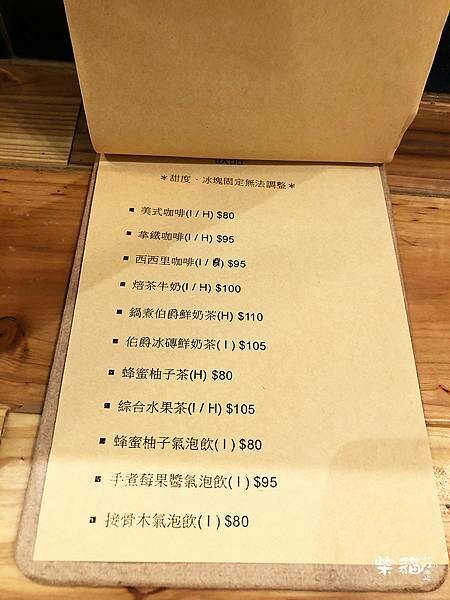 飲品
＊甜度、冰塊固定無法調整＊
▪ 美式咖啡(I / H) $80
▪ 拿鐵咖啡(I / H) $95
▪ 西西里咖啡(I / ) $95
▪ 焙茶牛奶(I / H) $100
▪ 鍋煮伯爵鮮奶茶(H) $110
▪ 伯爵冰磚鮮奶茶( I ) $105
▪ 蜂蜜柚子茶(H) $80
▪ 綜合水果茶(I / H) $105
▪ 蜂蜜柚子氣泡飲( I ) $80
▪ 手煮莓果醬氣泡飲( I ) $95
▪ 接骨木氣泡飲( I ) $80
柴貓